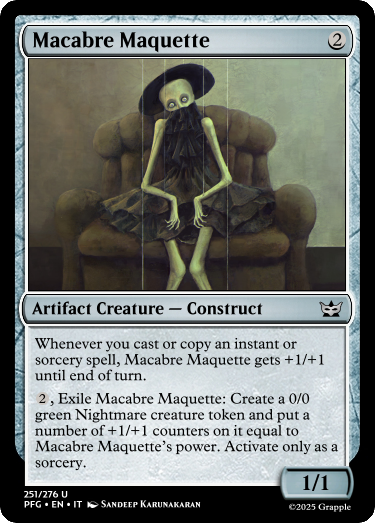 Macabre Maquette 2
Artifact Creature — Construct
Whenever you cast or copy an instant or
sorcery spell, Macabre Maquette gets +1/+1
until end of turn.
2, Exile Macabre Maquette: Create a 0/0
green Nightmare creature token and put a
number of +1/+1 counters on it equal to
Macabre Maquette's power. Activate only as a
sorcery.
1/1
251/276 U
PFG • EN • IT Sandeep Karunakaran
©2025 Grapple